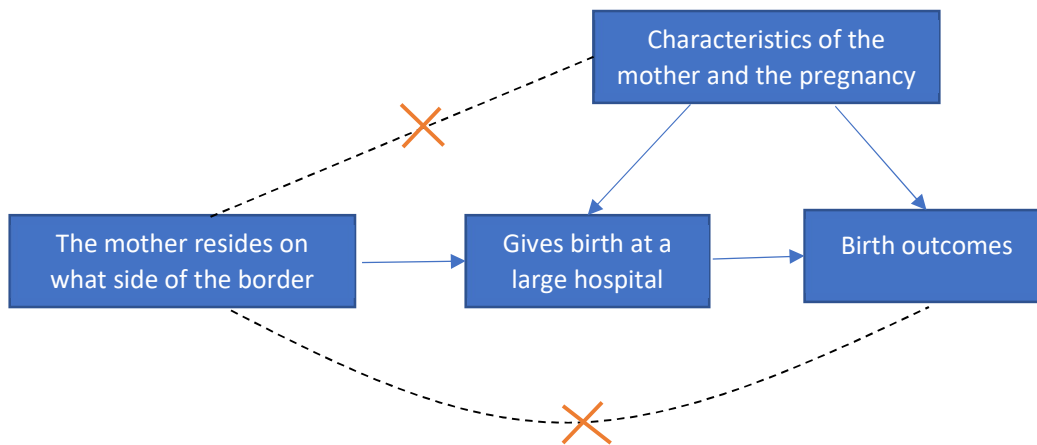 Characteristics of the
mother and the pregnancy
The mother resides on
what side of the border
Gives birth at a
large hospital
Birth outcomes